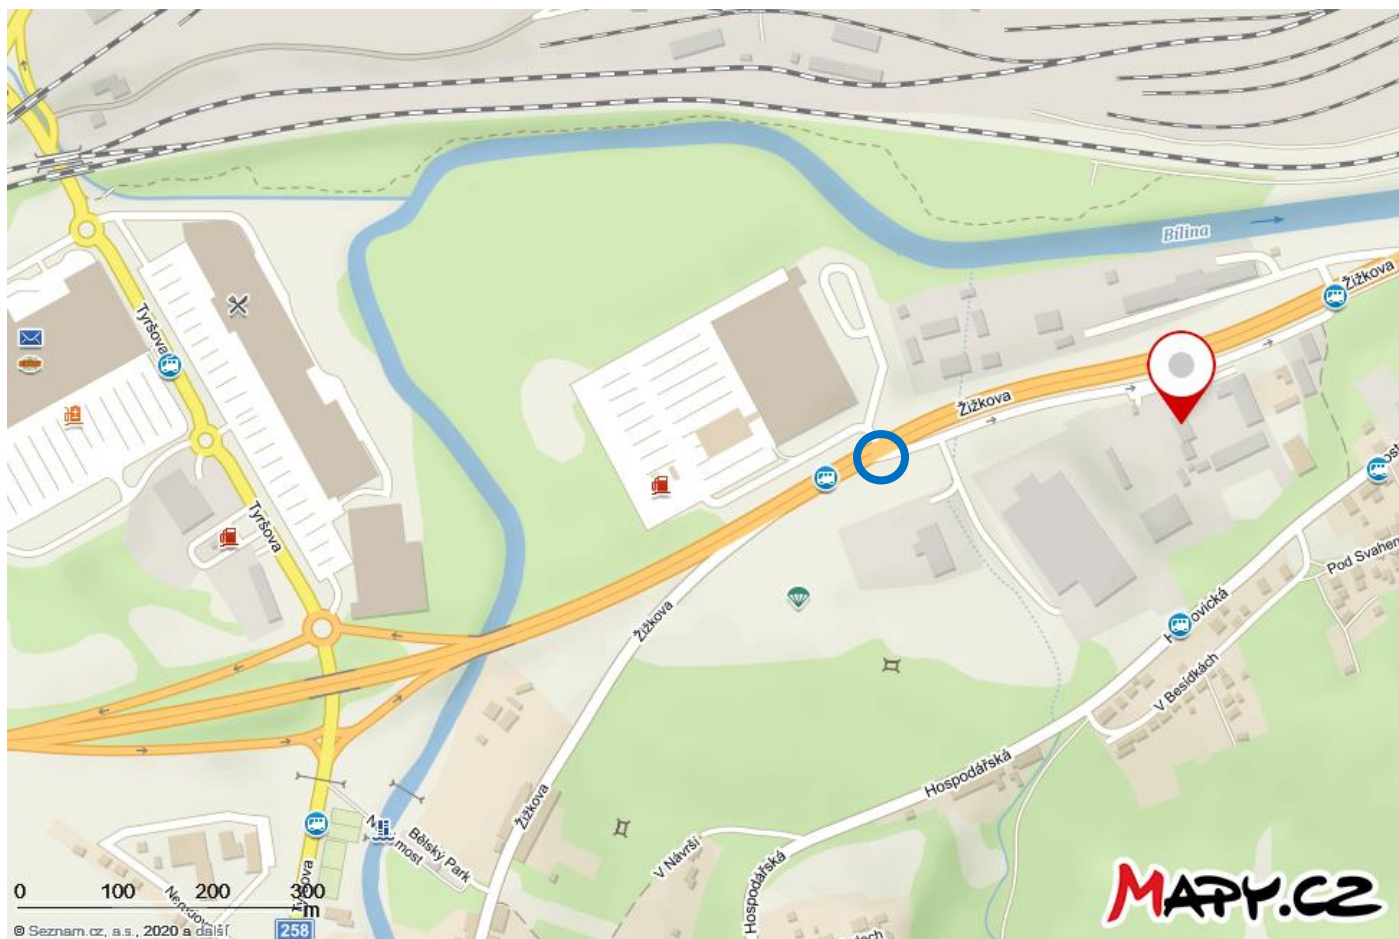 Bílina
Žižkova
Tyršova
Žižkova
Tyršova
Pod Svahem
Žižkova
V Besídkách
Hospodářská
Žižkova
Bělský Park
V Návrší
Hospodářská
MAPY.CZ
0 100 200 300
m
© Seznam.cz, a.s., 2020 a další
258